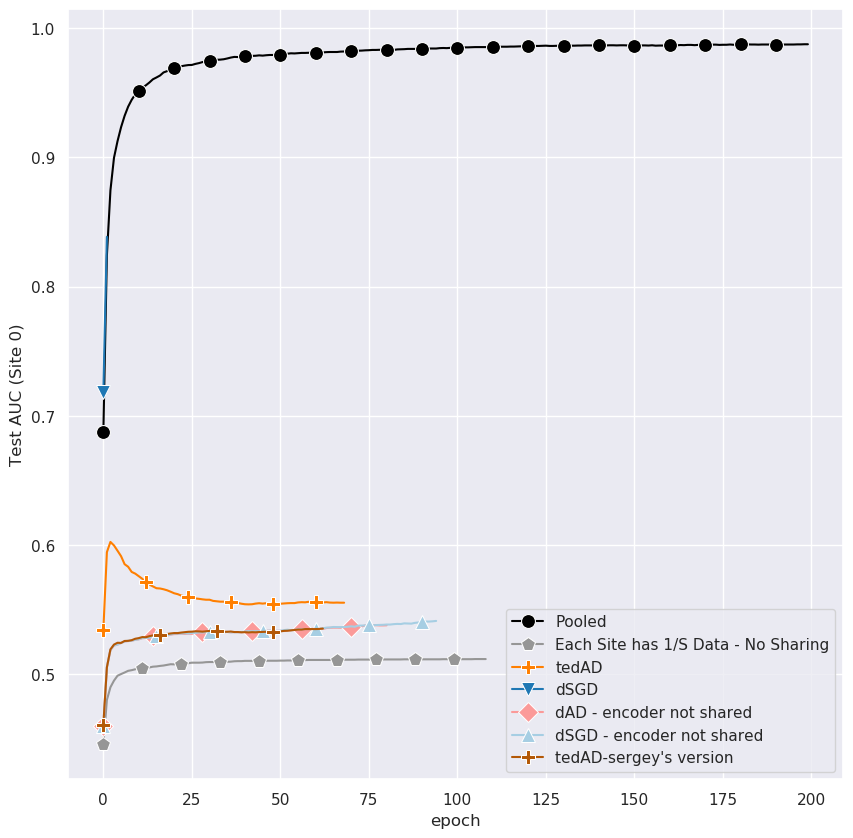 1.0
0.9
0.8
0.7
0.6
0.5
Test AUC (Site 0)
Pooled
Each Site has 1/S Data - No Sharing
tedAD
dSGD
dAD - encoder not shared
dSGD - encoder not shared
tedAD-sergey's version
0 25 50 75 100 125 150 175 200
epoch